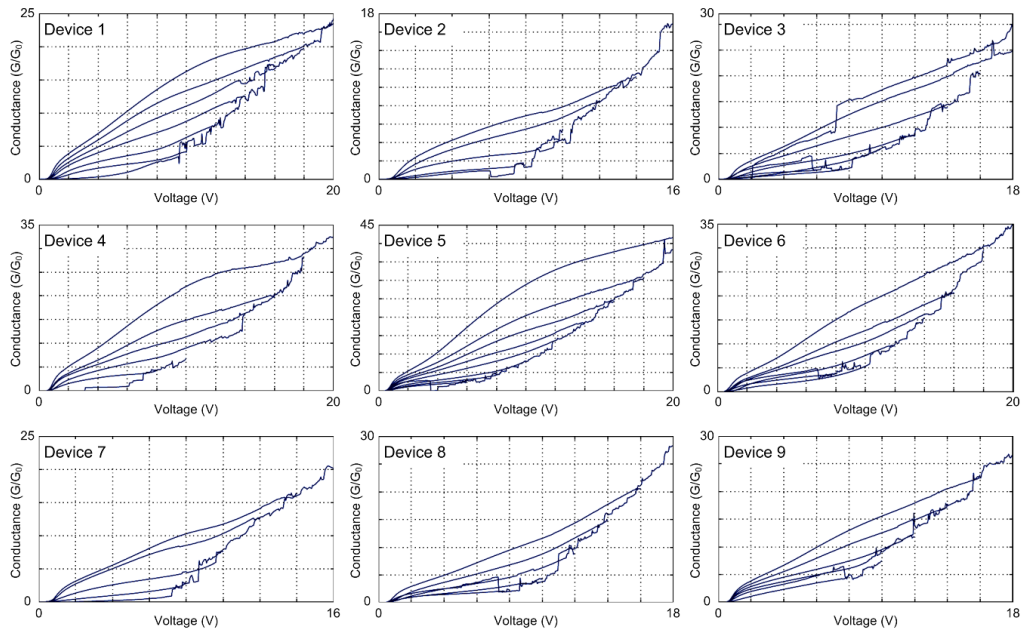 Device 1
25
Conductance (G/G₀)
0
0
20
Voltage (V)
Device 2
18
Conductance (G/G₀)
0
0
16
Voltage (V)
Device 3
30
Conductance (G/G₀)
0
0
18
Voltage (V)
Device 4
35
Conductance (G/G₀)
0
0
20
Voltage (V)
Device 5
45
Conductance (G/G₀)
0
0
20
Voltage (V)
Device 6
35
Conductance (G/G₀)
0
0
20
Voltage (V)
Device 7
25
Conductance (G/G₀)
0
0
16
Voltage (V)
Device 8
30
Conductance (G/G₀)
0
0
18
Voltage (V)
Device 9
30
Conductance (G/G₀)
0
0
18
Voltage (V)